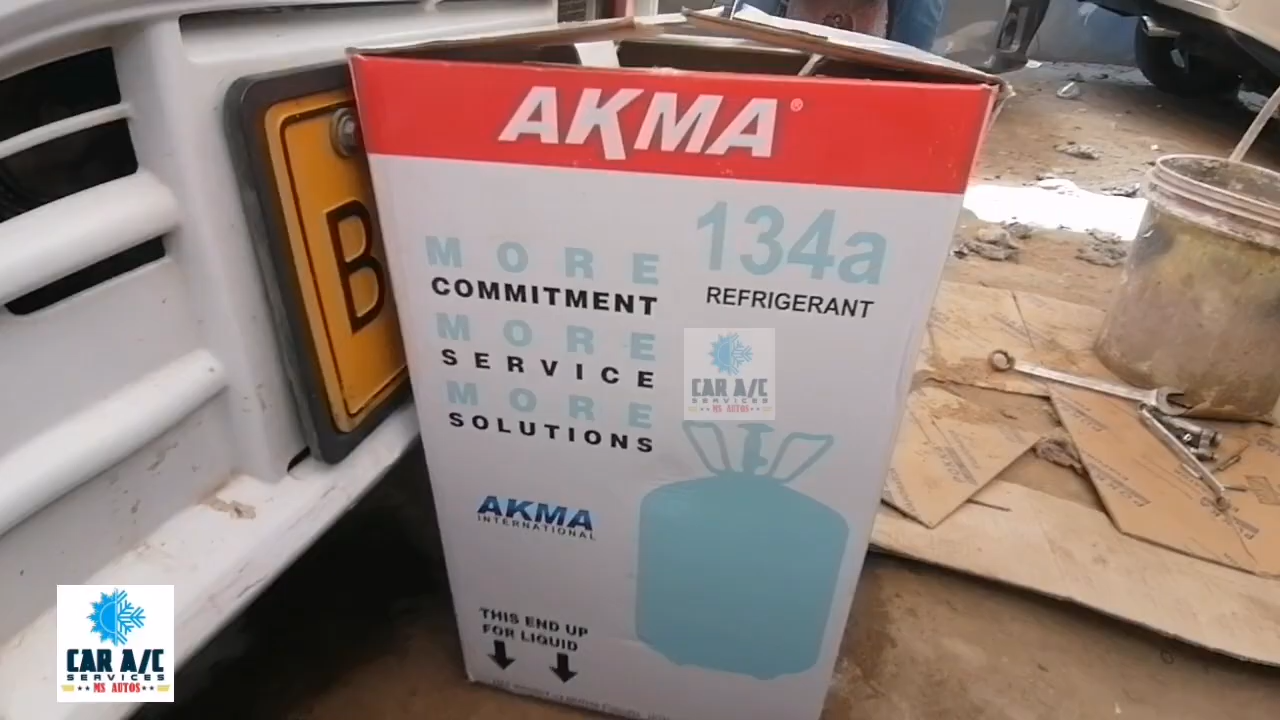 AKMA®
134a
REFRIGERANT
MORE
COMMITMENT
MORE
SERVICE
MORE
SOLUTIONS
AKMA
INTERNATIONAL
THIS END UP
FOR LIQUID
B
CAR A/C
SERVICES
MS AUTOS
CAR A/C
SERVICES
MS AUTOS